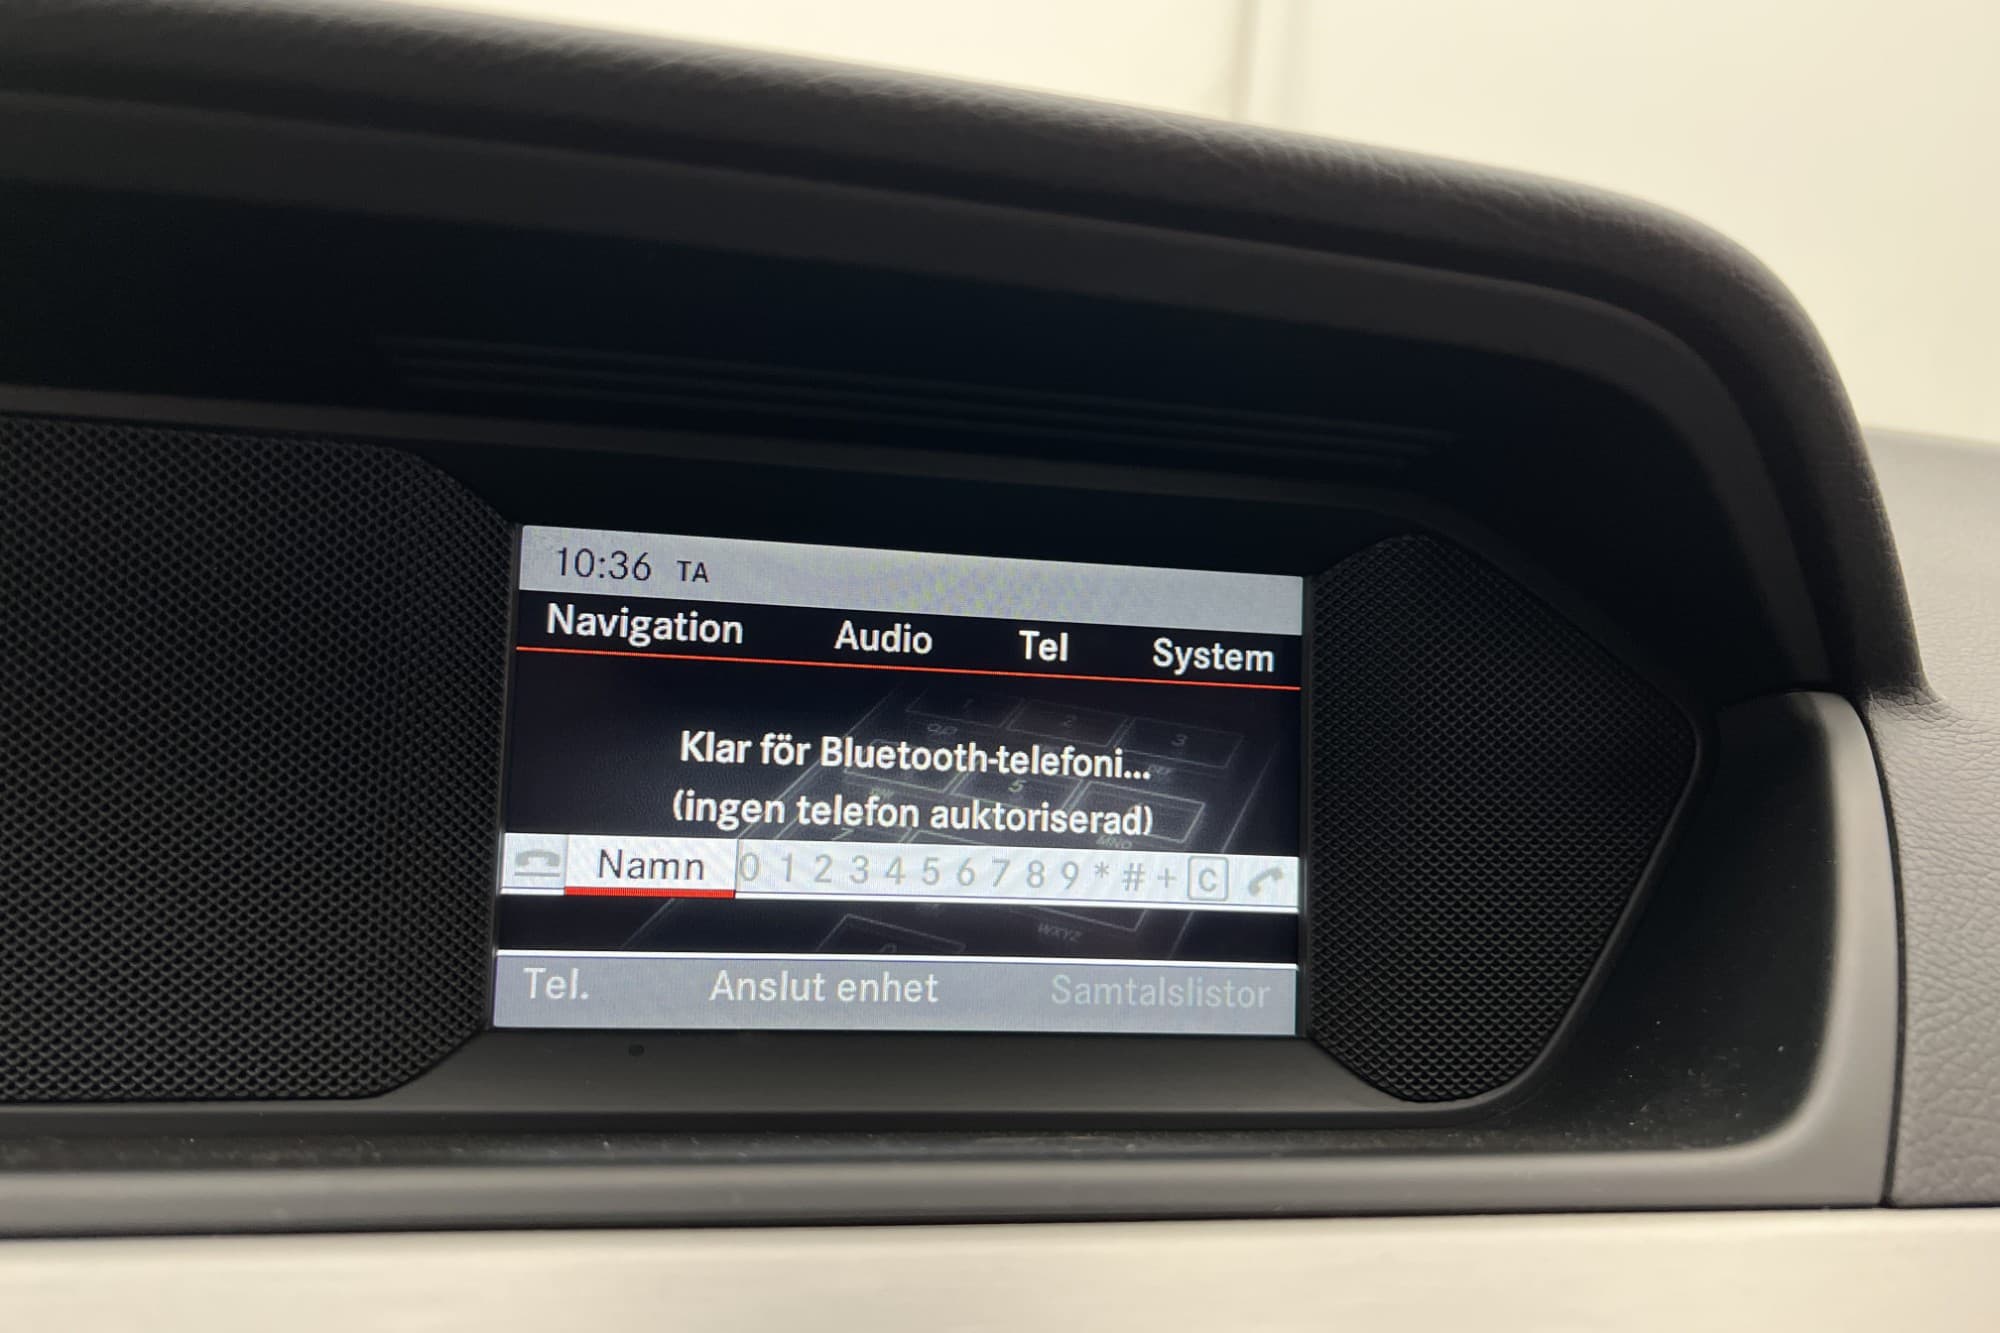 10:36 TA
Navigation Audio Tel System
Klar för Bluetooth-telefoni...
(ingen telefon auktoriserad)
Namn 0 1 2 3 4 5 6 7 8 9 * # + C
Tel. Anslut enhet Samtalslistor